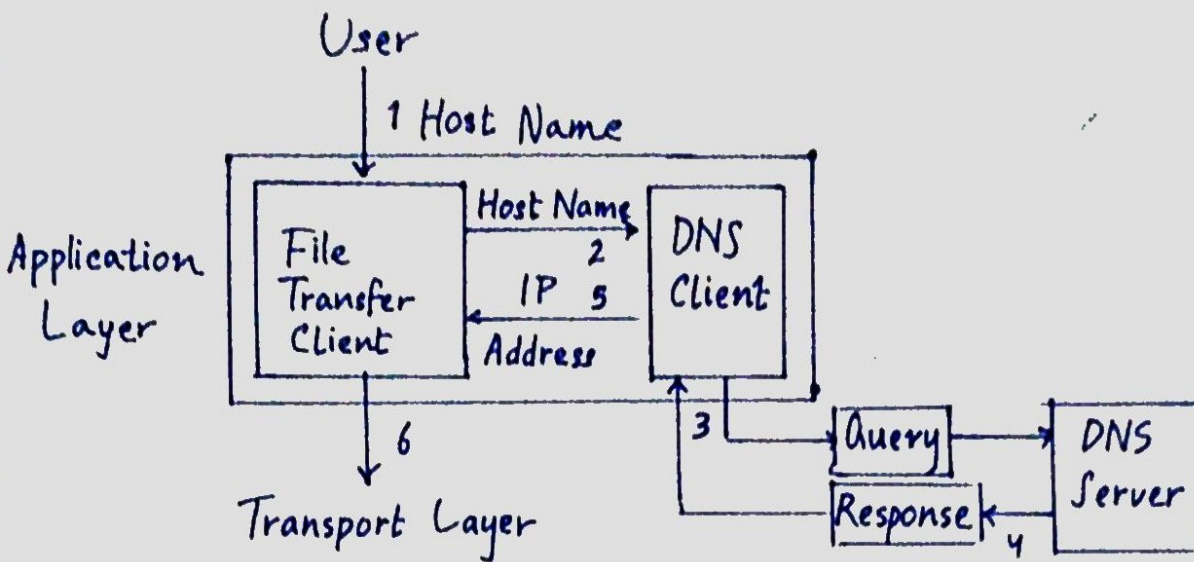 User
1 Host Name
Application
Layer
File
Transfer
Client
Host Name
2
IP 5
Address
DNS
Client
6
3
Query
DNS
Server
Response
4
Transport Layer